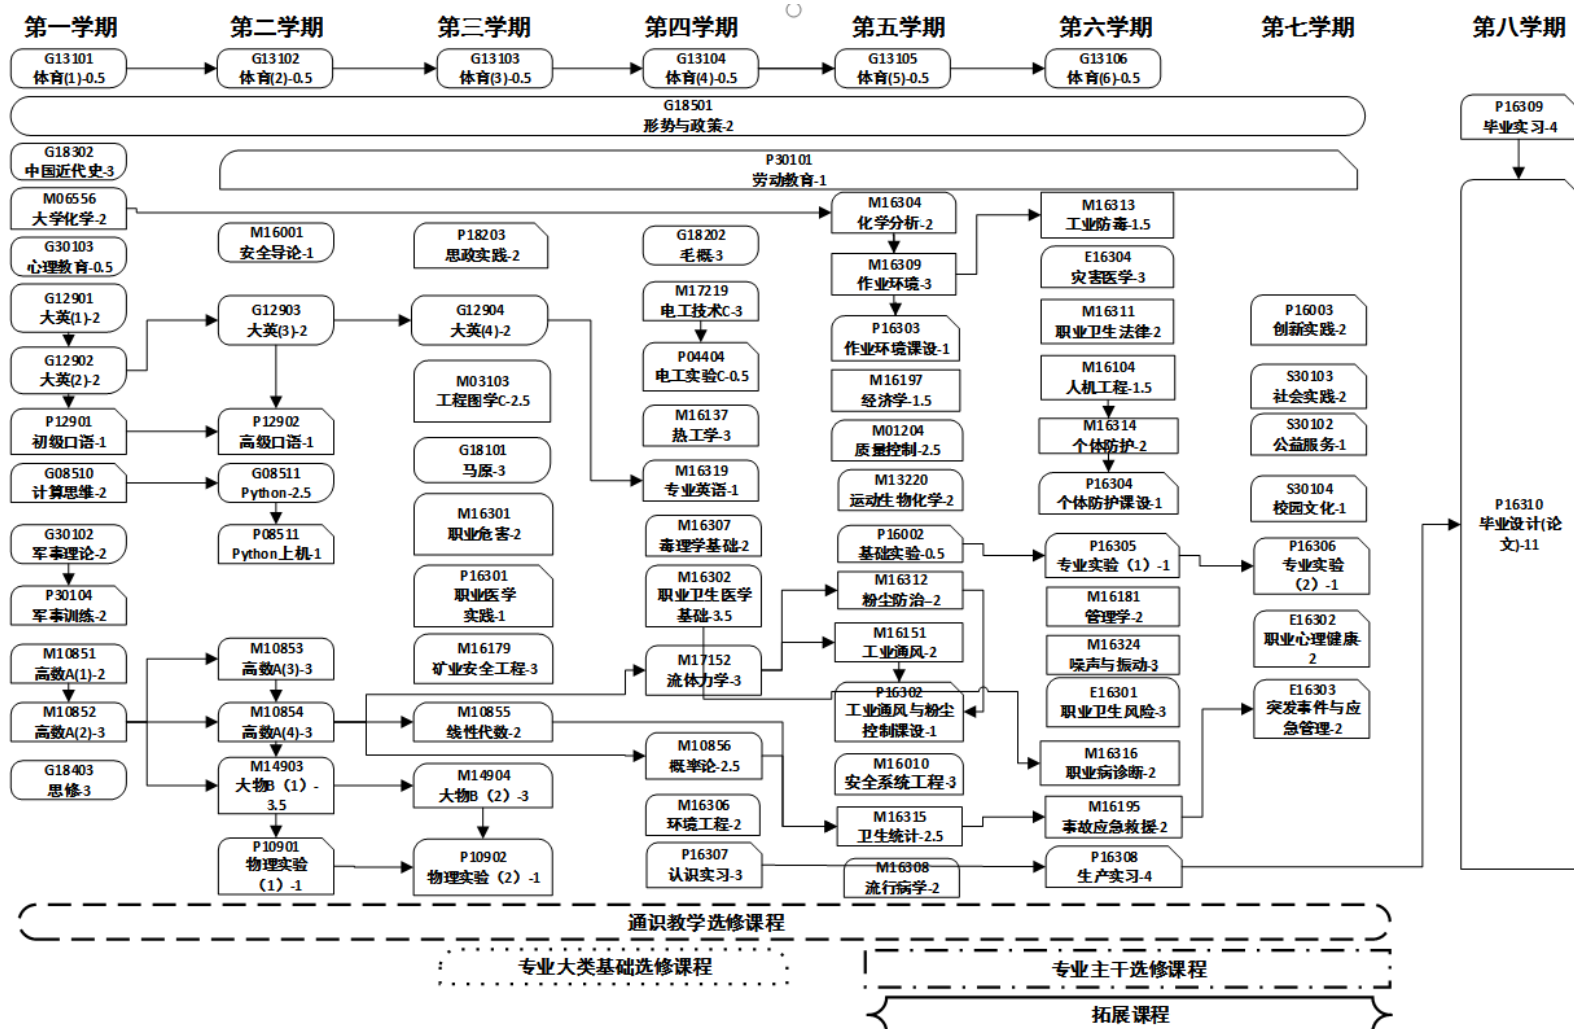 第一学期
第二学期
第三学期
第四学期
第五学期
第六学期
第七学期
第八学期
G13101
体育(1)-0.5
G13102
体育(2)-0.5
G13103
体育(3)-0.5
G13104
体育(4)-0.5
G13105
体育(5)-0.5
G13106
体育(6)-0.5
G18501
形势与政策-2
P16309
毕业实习-4
G18302
中国近代史-3
P30101
劳动教育-1
M06556
大学化学-2
M16304
化学分析-2
M16313
工业防毒-1.5
G30103
心理教育-0.5
M16001
安全导论-1
P18203
思政实践-2
G18202
毛概-3
M16309
作业环境-3
E16304
灾害医学-3
G12901
大英(1)-2
G12903
大英(3)-2
G12904
大英(4)-2
M17219
电工技术C-3
P16303
作业环境课设-1
M16311
职业卫生法律-2
P16003
创新实践-2
G12902
大英(2)-2
M03103
工程图学C-2.5
P04404
电工实验C-0.5
M16197
经济学-1.5
M16104
人机工程-1.5
S30103
社会实践-2
P12901
初级口语-1
P12902
高级口语-1
M16137
热工学-3
M01204
质量控制-2.5
M16314
个体防护-2
S30102
公益服务-1
G08510
计算思维-2
G08511
Python-2.5
G18101
马原-3
M16319
专业英语-1
M13220
运动生物化学-2
P16304
个体防护课设-1
S30104
校园文化-1
P16310
毕业设计(论
文)-11
G30102
军事理论-2
P08511
Python上机-1
M16301
职业危害-2
M16307
毒理学基础-2
P16002
基础实验-0.5
P16305
专业实验（1）-1
P16306
专业实验
（2）-1
P30104
军事训练-2
P16301
职业医学
实践-1
M16302
职业卫生医学
基础-3.5
M16312
粉尘防治-2
M16181
管理学-2
E16302
职业心理健康-
2
M10851
高数A(1)-2
M10853
高数A(3)-3
M16179
矿业安全工程-3
M17152
流体力学-3
M16151
工业通风-2
M16324
噪声与振动-3
M10852
高数A(2)-3
M10854
高数A(4)-3
M10855
线性代数-2
M10856
概率论-2.5
P16302
工业通风与粉尘
控制课设-1
E16301
职业卫生风险-3
E16303
突发事件与应
急管理-2
G18403
思修-3
M14903
大物B（1）-
3.5
M14904
大物B（2）-3
M16306
环境工程-2
M16010
安全系统工程-3
M16316
职业病诊断-2
M16315
卫生统计-2.5
M16195
事故应急救援-2
P10901
物理实验
（1）-1
P10902
物理实验（2）-1
P16307
认识实习-3
M16308
流行病学-2
P16308
生产实习-4
通识教学选修课程
专业大类基础选修课程
专业主干选修课程
拓展课程